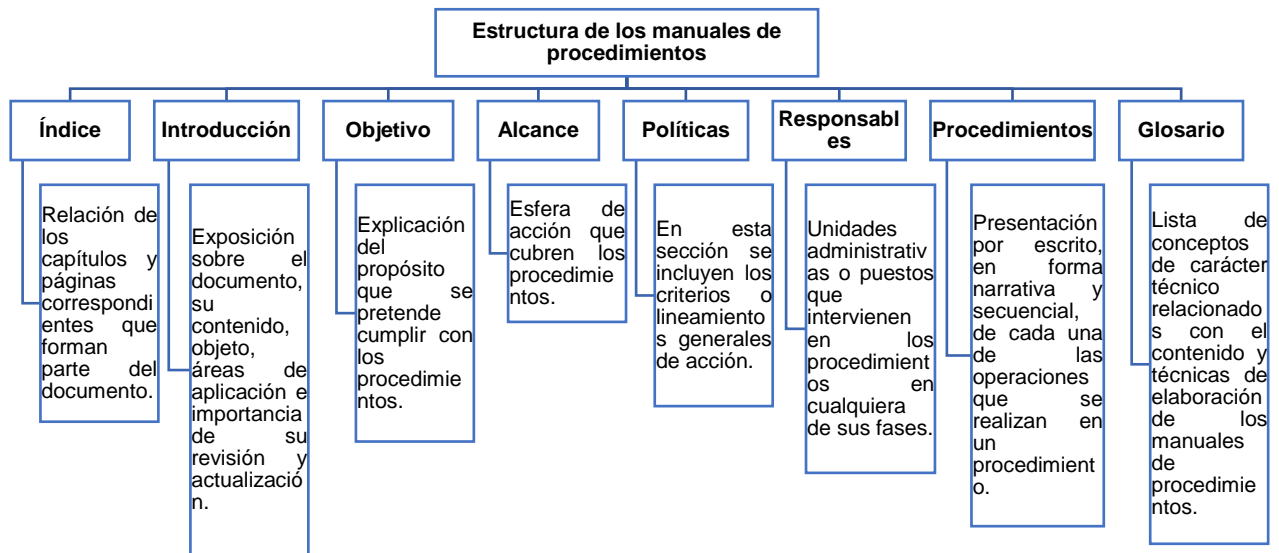 Estructura de los manuales de
procedimientos
Índice
Introducción
Objetivo
Alcance
Políticas
Responsabl
es
Procedimientos
Glosario
Relación de
los
capítulos y
páginas
correspondi
entes que
forman
parte del
documento.
Exposición
sobre el
documento,
su
contenido,
objeto,
áreas de
aplicación e
importancia
de su
revisión y
actualizació
n.
Explicación
del
propósito
que se
pretende
cumplir con
los
procedimie
ntos.
Esfera de
acción que
cubren los
procedimie
ntos.
En esta
sección se
incluyen los
criterios o
lineamiento
s generales
de acción.
Unidades
administrativ
as o puestos
que
intervienen
en los
procedimient
os en
cualquiera
de sus fases.
Presentación
por escrito,
en forma
narrativa y
secuencial,
de cada una
de las
operaciones
que se
realizan en
un
procedimient
o.
Lista de
conceptos
de carácter
técnico
relacionado
s con el
contenido y
técnicas de
elaboración
de los
manuales
de
procedimie
ntos.